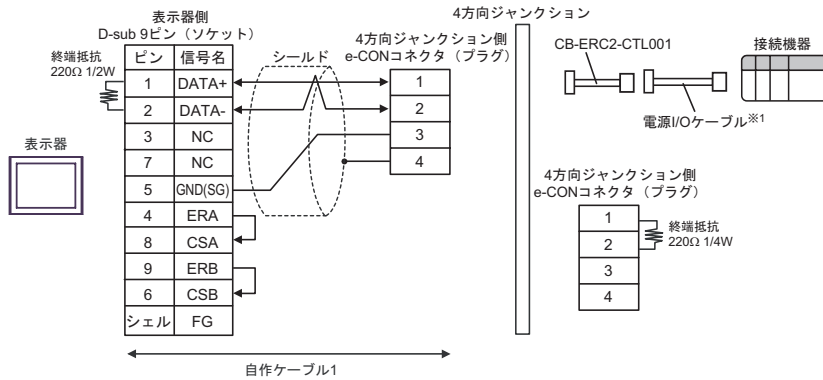 表示器側
D-sub 9ピン（ソケット）
終端抵抗
220Ω 1/2W
ピン 信号名
1 DATA+
2 DATA-
3 NC
7 NC
5 GND(SG)
4 ERA
8 CSA
9 ERB
6 CSB
シェル FG
表示器
シールド
4方向ジャンクション側
e-CONコネクタ（プラグ）
1
2
3
4
自作ケーブル1
4方向ジャンクション
CB-ERC2-CTL001
接続機器
電源I/Oケーブル※1
4方向ジャンクション側
e-CONコネクタ（プラグ）
1
2
3
4
終端抵抗
220Ω 1/4W